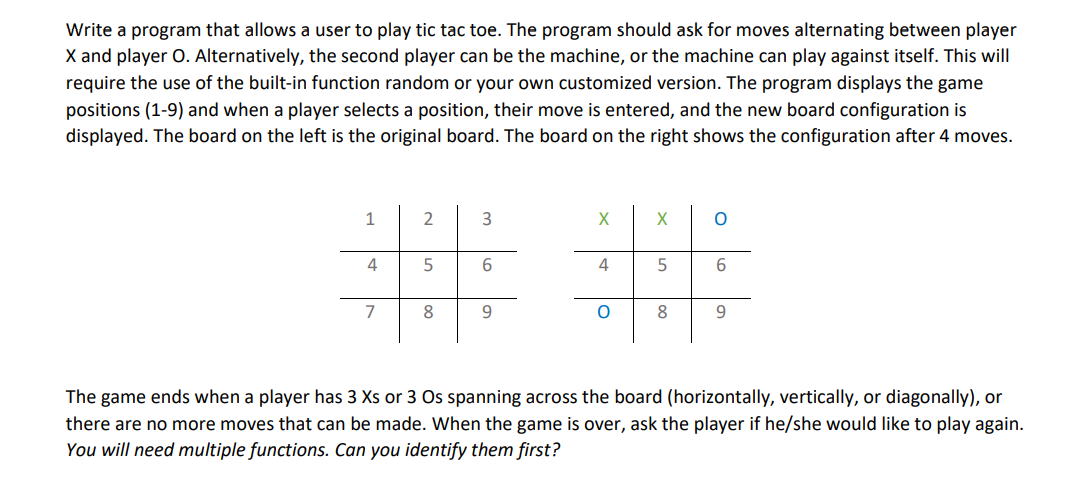 Write a program that allows a user to play tic tac toe. The program should ask for moves alternating between player
X and player O. Alternatively, the second player can be the machine, or the machine can play against itself. This will
require the use of the built-in function random or your own customized version. The program displays the game
positions (1-9) and when a player selects a position, their move is entered, and the new board configuration is
displayed. The board on the left is the original board. The board on the right shows the configuration after 4 moves.
1 2 3 X X O
4 5 6 4 5 6
7 8 9 O 8 9
The game ends when a player has 3 Xs or 3 Os spanning across the board (horizontally, vertically, or diagonally), or
there are no more moves that can be made. When the game is over, ask the player if he/she would like to play again.
You will need multiple functions. Can you identify them first?